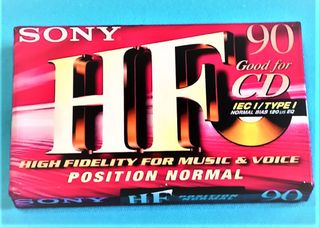 SONY
HF
90
Good for
CD
IEC I / TYPE I
NORMAL BIAS 120 µs EQ
HIGH FIDELITY FOR MUSIC & VOICE
POSITION NORMAL
SONY HF 90